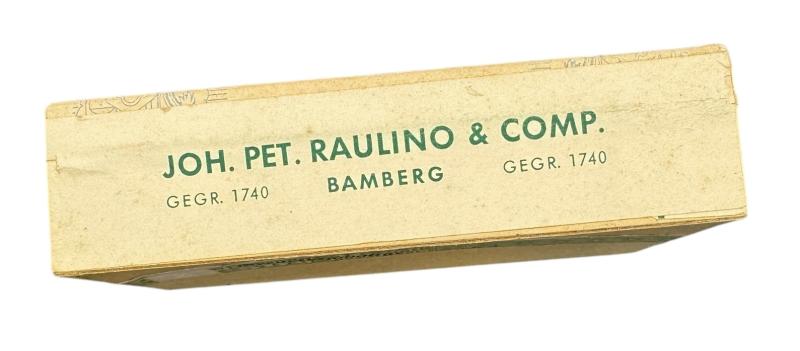 JOH. PET. RAULINO & COMP.
GEGR. 1740 BAMBERG GEGR. 1740